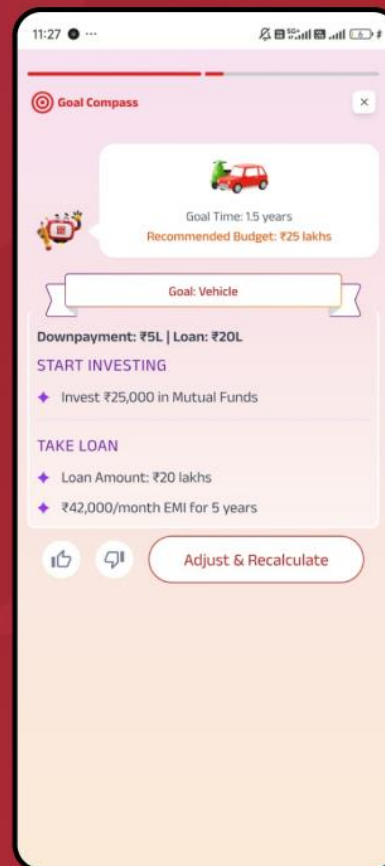 11:27
5G+
6
Goal Compass
Goal Time: 1.5 years
Recommended Budget: ₹25 lakhs
Goal: Vehicle
Downpayment: ₹5L | Loan: ₹20L
START INVESTING
Invest ₹25,000 in Mutual Funds
TAKE LOAN
Loan Amount: ₹20 lakhs
₹42,000/month EMI for 5 years
Adjust & Recalculate